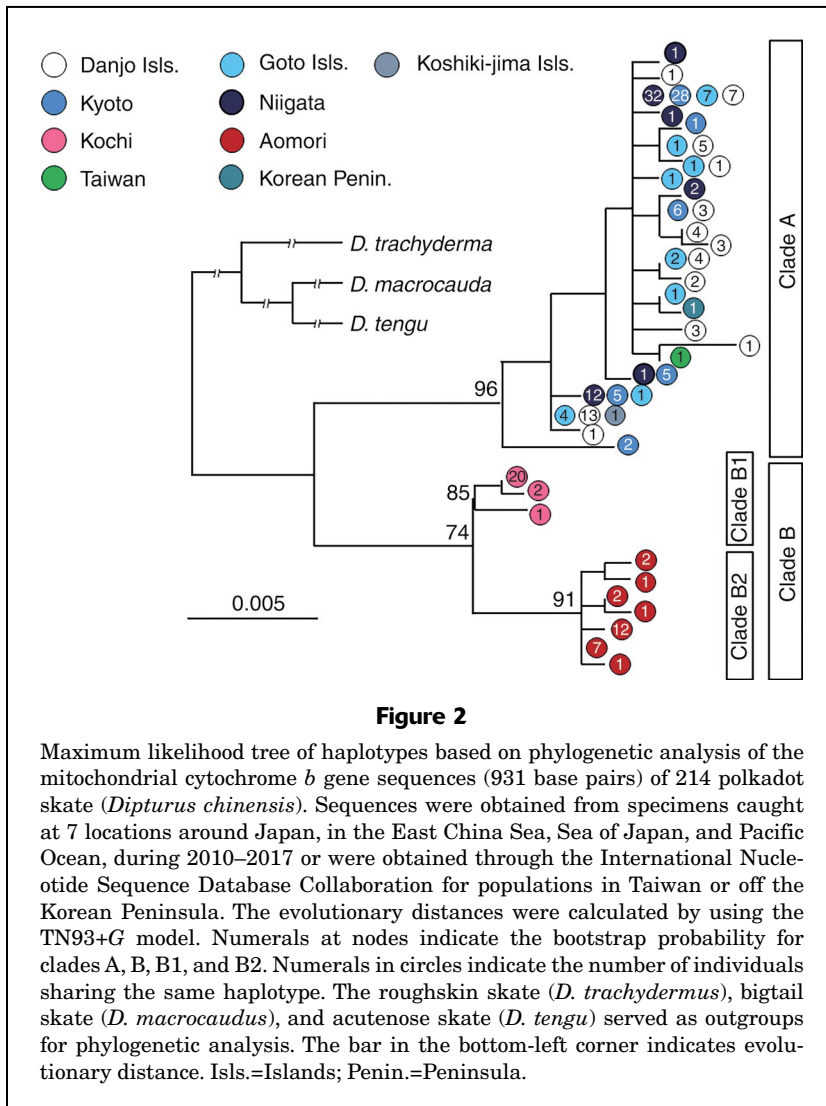 Danjo Isls.
Goto Isls.
Koshiki-jima Isls.
Kyoto
Niigata
Kochi
Aomori
Taiwan
Korean Penin.
1
1
32 28 7 7
1
1
1 5
1 1
1
2
6 3
4
3
2 4
2
1
1
3
1
1
1 5
12 5 1
4 13 1
1
2
D. trachyderma
D. macrocauda
D. tengu
96
85
74
91
20
2
1
2
1
2
1
12
7
1
0.005
Clade A
Clade B1
Clade B2
Clade B
Figure 2
Maximum likelihood tree of haplotypes based on phylogenetic analysis of the
mitochondrial cytochrome b gene sequences (931 base pairs) of 214 polkadot
skate (Dipturus chinensis). Sequences were obtained from specimens caught
at 7 locations around Japan, in the East China Sea, Sea of Japan, and Pacific
Ocean, during 2010–2017 or were obtained through the International Nucle-
otide Sequence Database Collaboration for populations in Taiwan or off the
Korean Peninsula. The evolutionary distances were calculated by using the
TN93+G model. Numerals at nodes indicate the bootstrap probability for
clades A, B, B1, and B2. Numerals in circles indicate the number of individuals
sharing the same haplotype. The roughskin skate (D. trachydermus), bigtail
skate (D. macrocaudus), and acutenose skate (D. tengu) served as outgroups
for phylogenetic analysis. The bar in the bottom-left corner indicates evolu-
tionary distance. Isls.=Islands; Penin.=Peninsula.